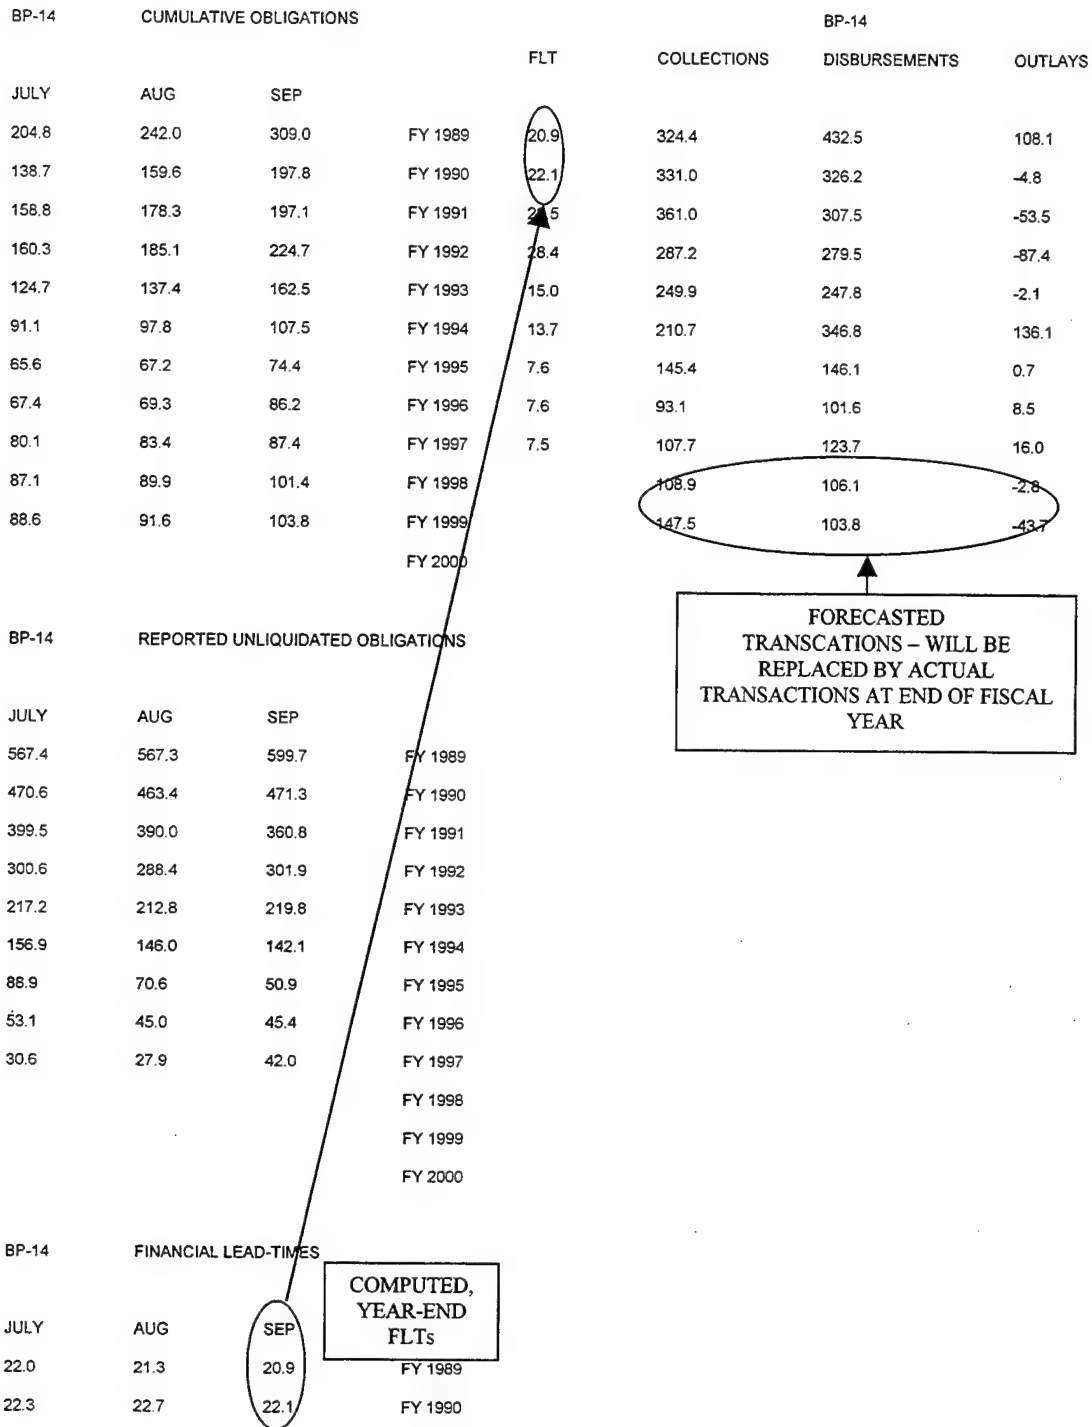 BP-14 CUMULATIVE OBLIGATIONS BP-14
FLT COLLECTIONS DISBURSEMENTS OUTLAYS
JULY AUG SEP
204.8 242.0 309.0 FY 1989 20.9 324.4 432.5 108.1
138.7 159.6 197.8 FY 1990 22.1 331.0 326.2 -4.8
158.8 178.3 197.1 FY 1991 361.0 307.5 -53.5
160.3 185.1 224.7 FY 1992 28.4 287.2 279.5 -87.4
124.7 137.4 162.5 FY 1993 15.0 249.9 247.8 -2.1
91.1 97.8 107.5 FY 1994 13.7 210.7 346.8 136.1
65.6 67.2 74.4 FY 1995 7.6 145.4 146.1 0.7
67.4 69.3 86.2 FY 1996 7.6 93.1 101.6 8.5
80.1 83.4 87.4 FY 1997 7.5 107.7 123.7 16.0
87.1 89.9 101.4 FY 1998 108.9 106.1 -2.8
88.6 91.6 103.8 FY 1999 147.5 103.8 -43.7
FY 2000
FORECASTED
TRANSCATIONS – WILL BE
REPLACED BY ACTUAL
TRANSACTIONS AT END OF FISCAL
YEAR
BP-14 REPORTED UNLIQUIDATED OBLIGATIONS
JULY AUG SEP
567.4 567.3 599.7 FY 1989
470.6 463.4 471.3 FY 1990
399.5 390.0 360.8 FY 1991
300.6 288.4 301.9 FY 1992
217.2 212.8 219.8 FY 1993
156.9 146.0 142.1 FY 1994
88.9 70.6 50.9 FY 1995
53.1 45.0 45.4 FY 1996
30.6 27.9 42.0 FY 1997
FY 1998
FY 1999
FY 2000
BP-14 FINANCIAL LEAD-TIMES
COMPUTED,
YEAR-END
FLTs
JULY AUG SEP
22.0 21.3 20.9 FY 1989
22.3 22.7 22.1 FY 1990